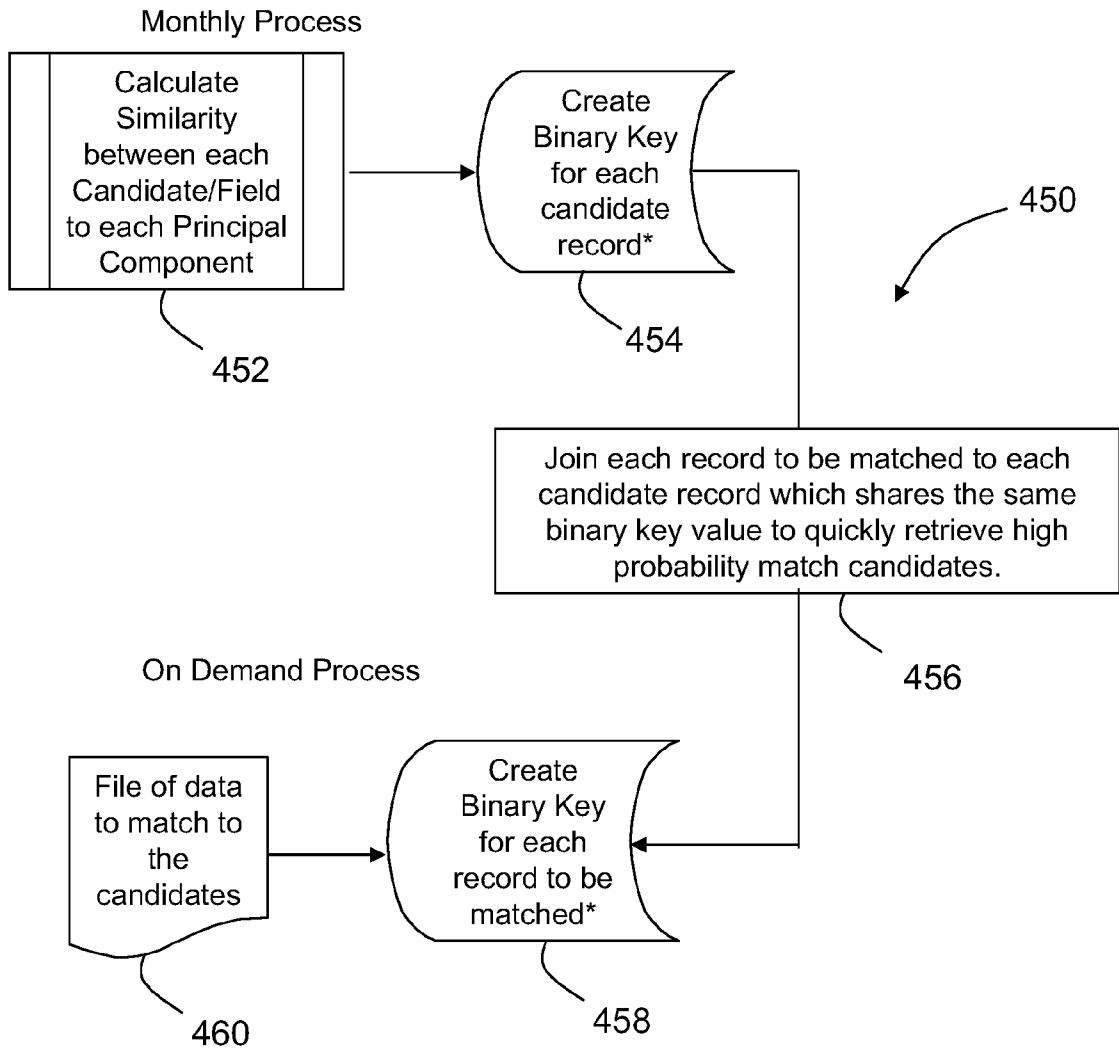 Monthly Process
Calculate
Similarity
between each
Candidate/Field
to each Principal
Component
452
Create
Binary Key
for each
candidate
record*
454
450
Join each record to be matched to each
candidate record which shares the same
binary key value to quickly retrieve high
probability match candidates.
456
On Demand Process
File of data
to match to
the
candidates
460
Create
Binary Key
for each
record to be
matched*
458